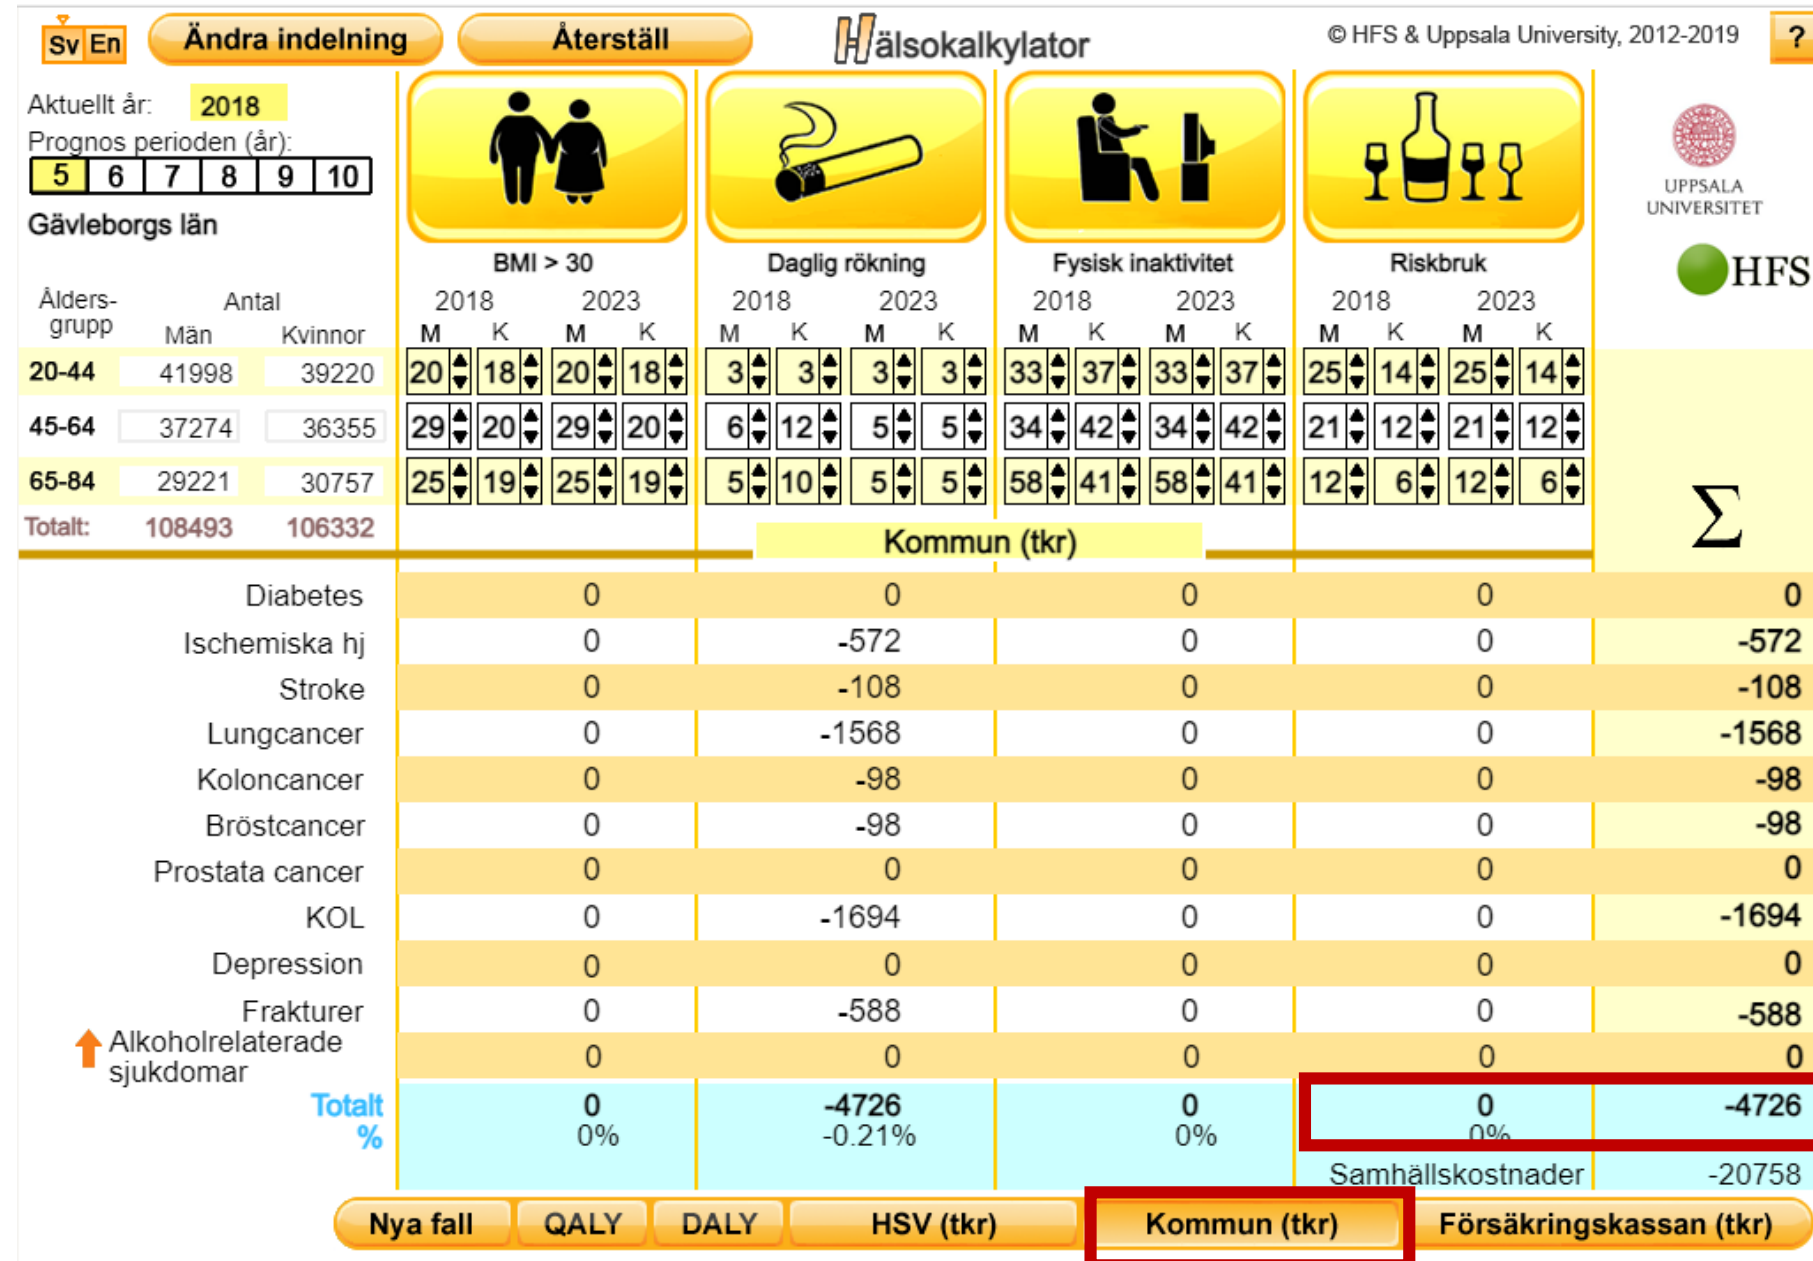 Sv En Ändra indelning Återställ Hälsokalkylator © HFS & Uppsala University, 2012-2019 ?
Aktuellt år: 2018
Prognos perioden (år):
5 6 7 8 9 10
UPPSALA
UNIVERSITET
Gävleborgs län
HFS
BMI > 30 Daglig rökning Fysisk inaktivitet Riskbruk
Ålders- Antal 2018 2023 2018 2023 2018 2023 2018 2023
grupp Män Kvinnor M K M K M K M K M K M K M K M K
20-44 41998 39220 20 18 20 18 3 3 3 3 33 37 33 37 25 14 25 14
45-64 37274 36355 29 20 29 20 6 12 5 5 34 42 34 42 21 12 21 12
65-84 29221 30757 25 19 25 19 5 10 5 5 58 41 58 41 12 6 12 6
Totalt: 108493 106332 Σ
Kommun (tkr)
Diabetes 0 0 0 0 0
Ischemiska hj 0 -572 0 0 -572
Stroke 0 -108 0 0 -108
Lungcancer 0 -1568 0 0 -1568
Koloncancer 0 -98 0 0 -98
Bröstcancer 0 -98 0 0 -98
Prostata cancer 0 0 0 0 0
KOL 0 -1694 0 0 -1694
Depression 0 0 0 0 0
Frakturer 0 -588 0 0 -588
Alkoholrelaterade
sjukdomar 0 0 0 0 0
Totalt 0 -4726 0 0 -4726
% 0% -0.21% 0% 0%
Samhällskostnader -20758
Nya fall QALY DALY HSV (tkr) Kommun (tkr) Försäkringskassan (tkr)